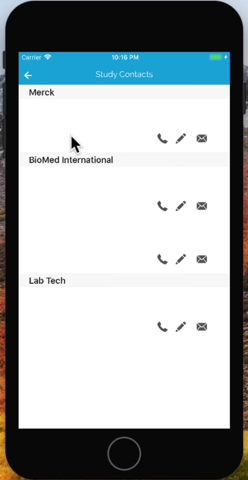 Carrier 10:16 PM
Study Contacts
Merck
BioMed International
Lab Tech